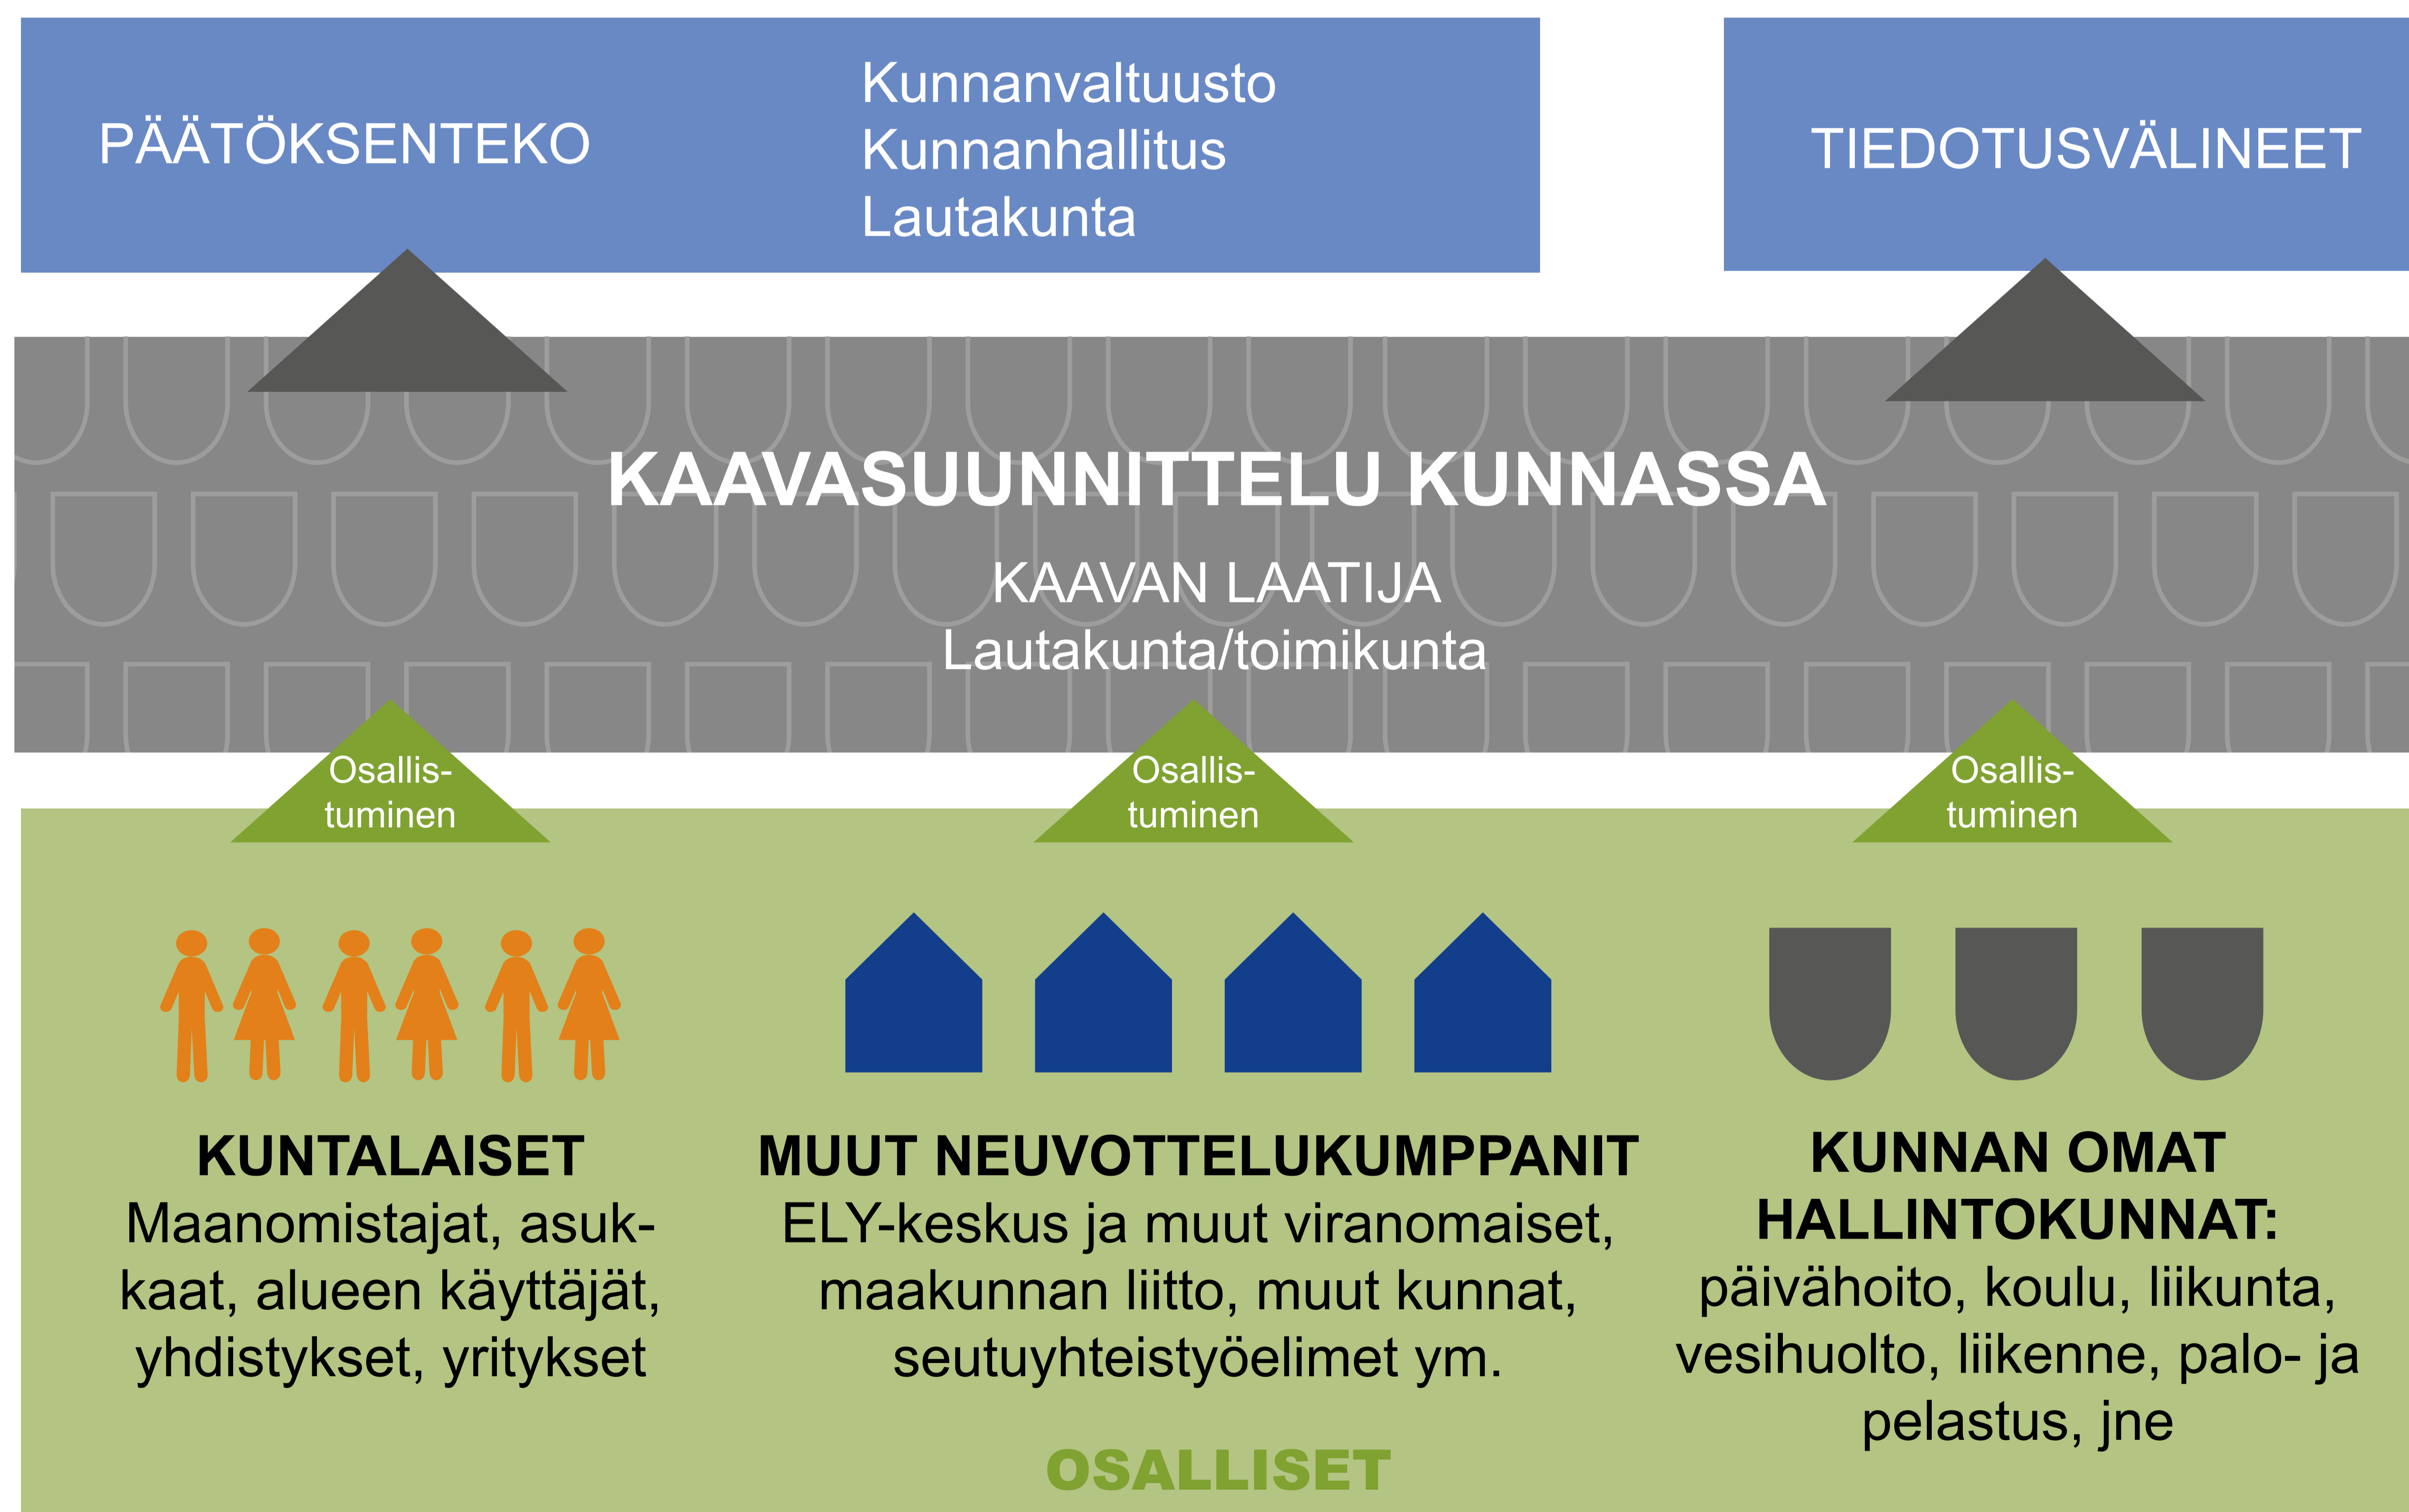 PÄÄTÖKSENTEKO
Kunnanvaltuusto
Kunnanhallitus
Lautakunta
TIEDOTUSVÄLINEET
KAAVASUUNNITTELU KUNNASSA
KAAVAN LAATIJA
Lautakunta/toimikunta
Osallis-
tuminen
Osallis-
tuminen
Osallis-
tuminen
KUNTALAISET
Maanomistajat, asuk-
kaat, alueen käyttäjät,
yhdistykset, yritykset
MUUT NEUVOTTELUKUMPPANIT
ELY-keskus ja muut viranomaiset,
maakunnan liitto, muut kunnat,
seutuyhteistyöelimet ym.
KUNNAN OMAT
HALLINTOKUNNAT:
päivähoito, koulu, liikunta,
vesihuolto, liikenne, palo- ja
pelastus, jne
OSALLISET